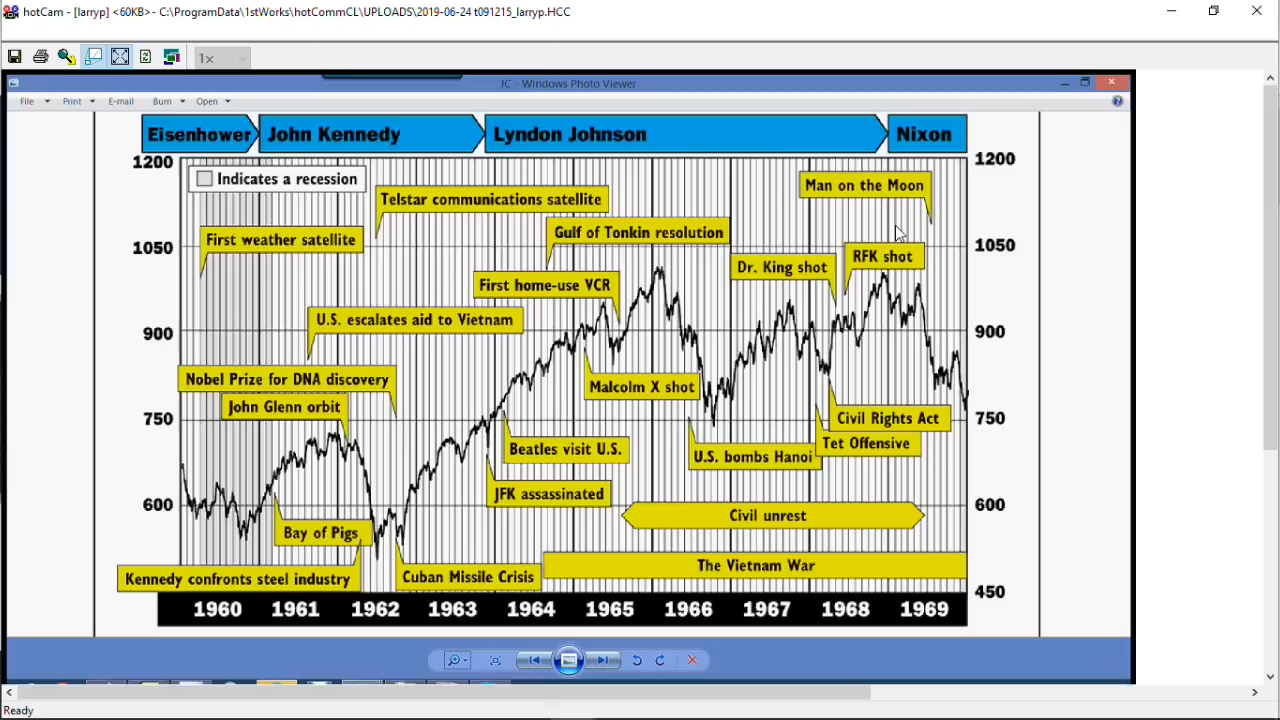 hotCam - [larryp] <60KB> - C:\ProgramData\1stWorks\hotCommCL\UPLOADS\2019-06-24 t091215_larryp.HCC
1x
JC - Windows Photo Viewer
File Print E-mail Burn Open
Eisenhower John Kennedy Lyndon Johnson Nixon
1200 1200
Indicates a recession
Man on the Moon
Telstar communications satellite
Gulf of Tonkin resolution
First weather satellite
1050 1050
RFK shot
Dr. King shot
First home-use VCR
U.S. escalates aid to Vietnam
900 900
Nobel Prize for DNA discovery
Malcolm X shot
John Glenn orbit
750 750
Civil Rights Act
Tet Offensive
Beatles visit U.S.
U.S. bombs Hanoi
JFK assassinated
600 600
Civil unrest
Bay of Pigs
The Vietnam War
Kennedy confronts steel industry
Cuban Missile Crisis
450
1960 1961 1962 1963 1964 1965 1966 1967 1968 1969
Ready